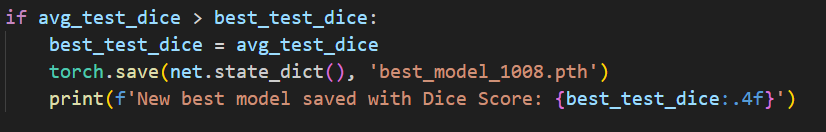 if avg_test_dice > best_test_dice:
    best_test_dice = avg_test_dice
    torch.save(net.state_dict(), 'best_model_1008.pth')
    print(f'New best model saved with Dice Score: {best_test_dice:.4f}')